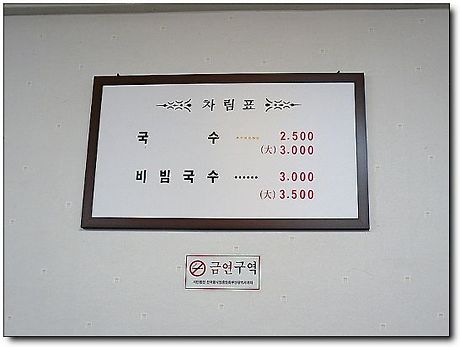 차림표
국 수 ······ 2.500
(大) 3.000
비 빔 국 수 ······ 3.000
(大) 3.500
금연구역